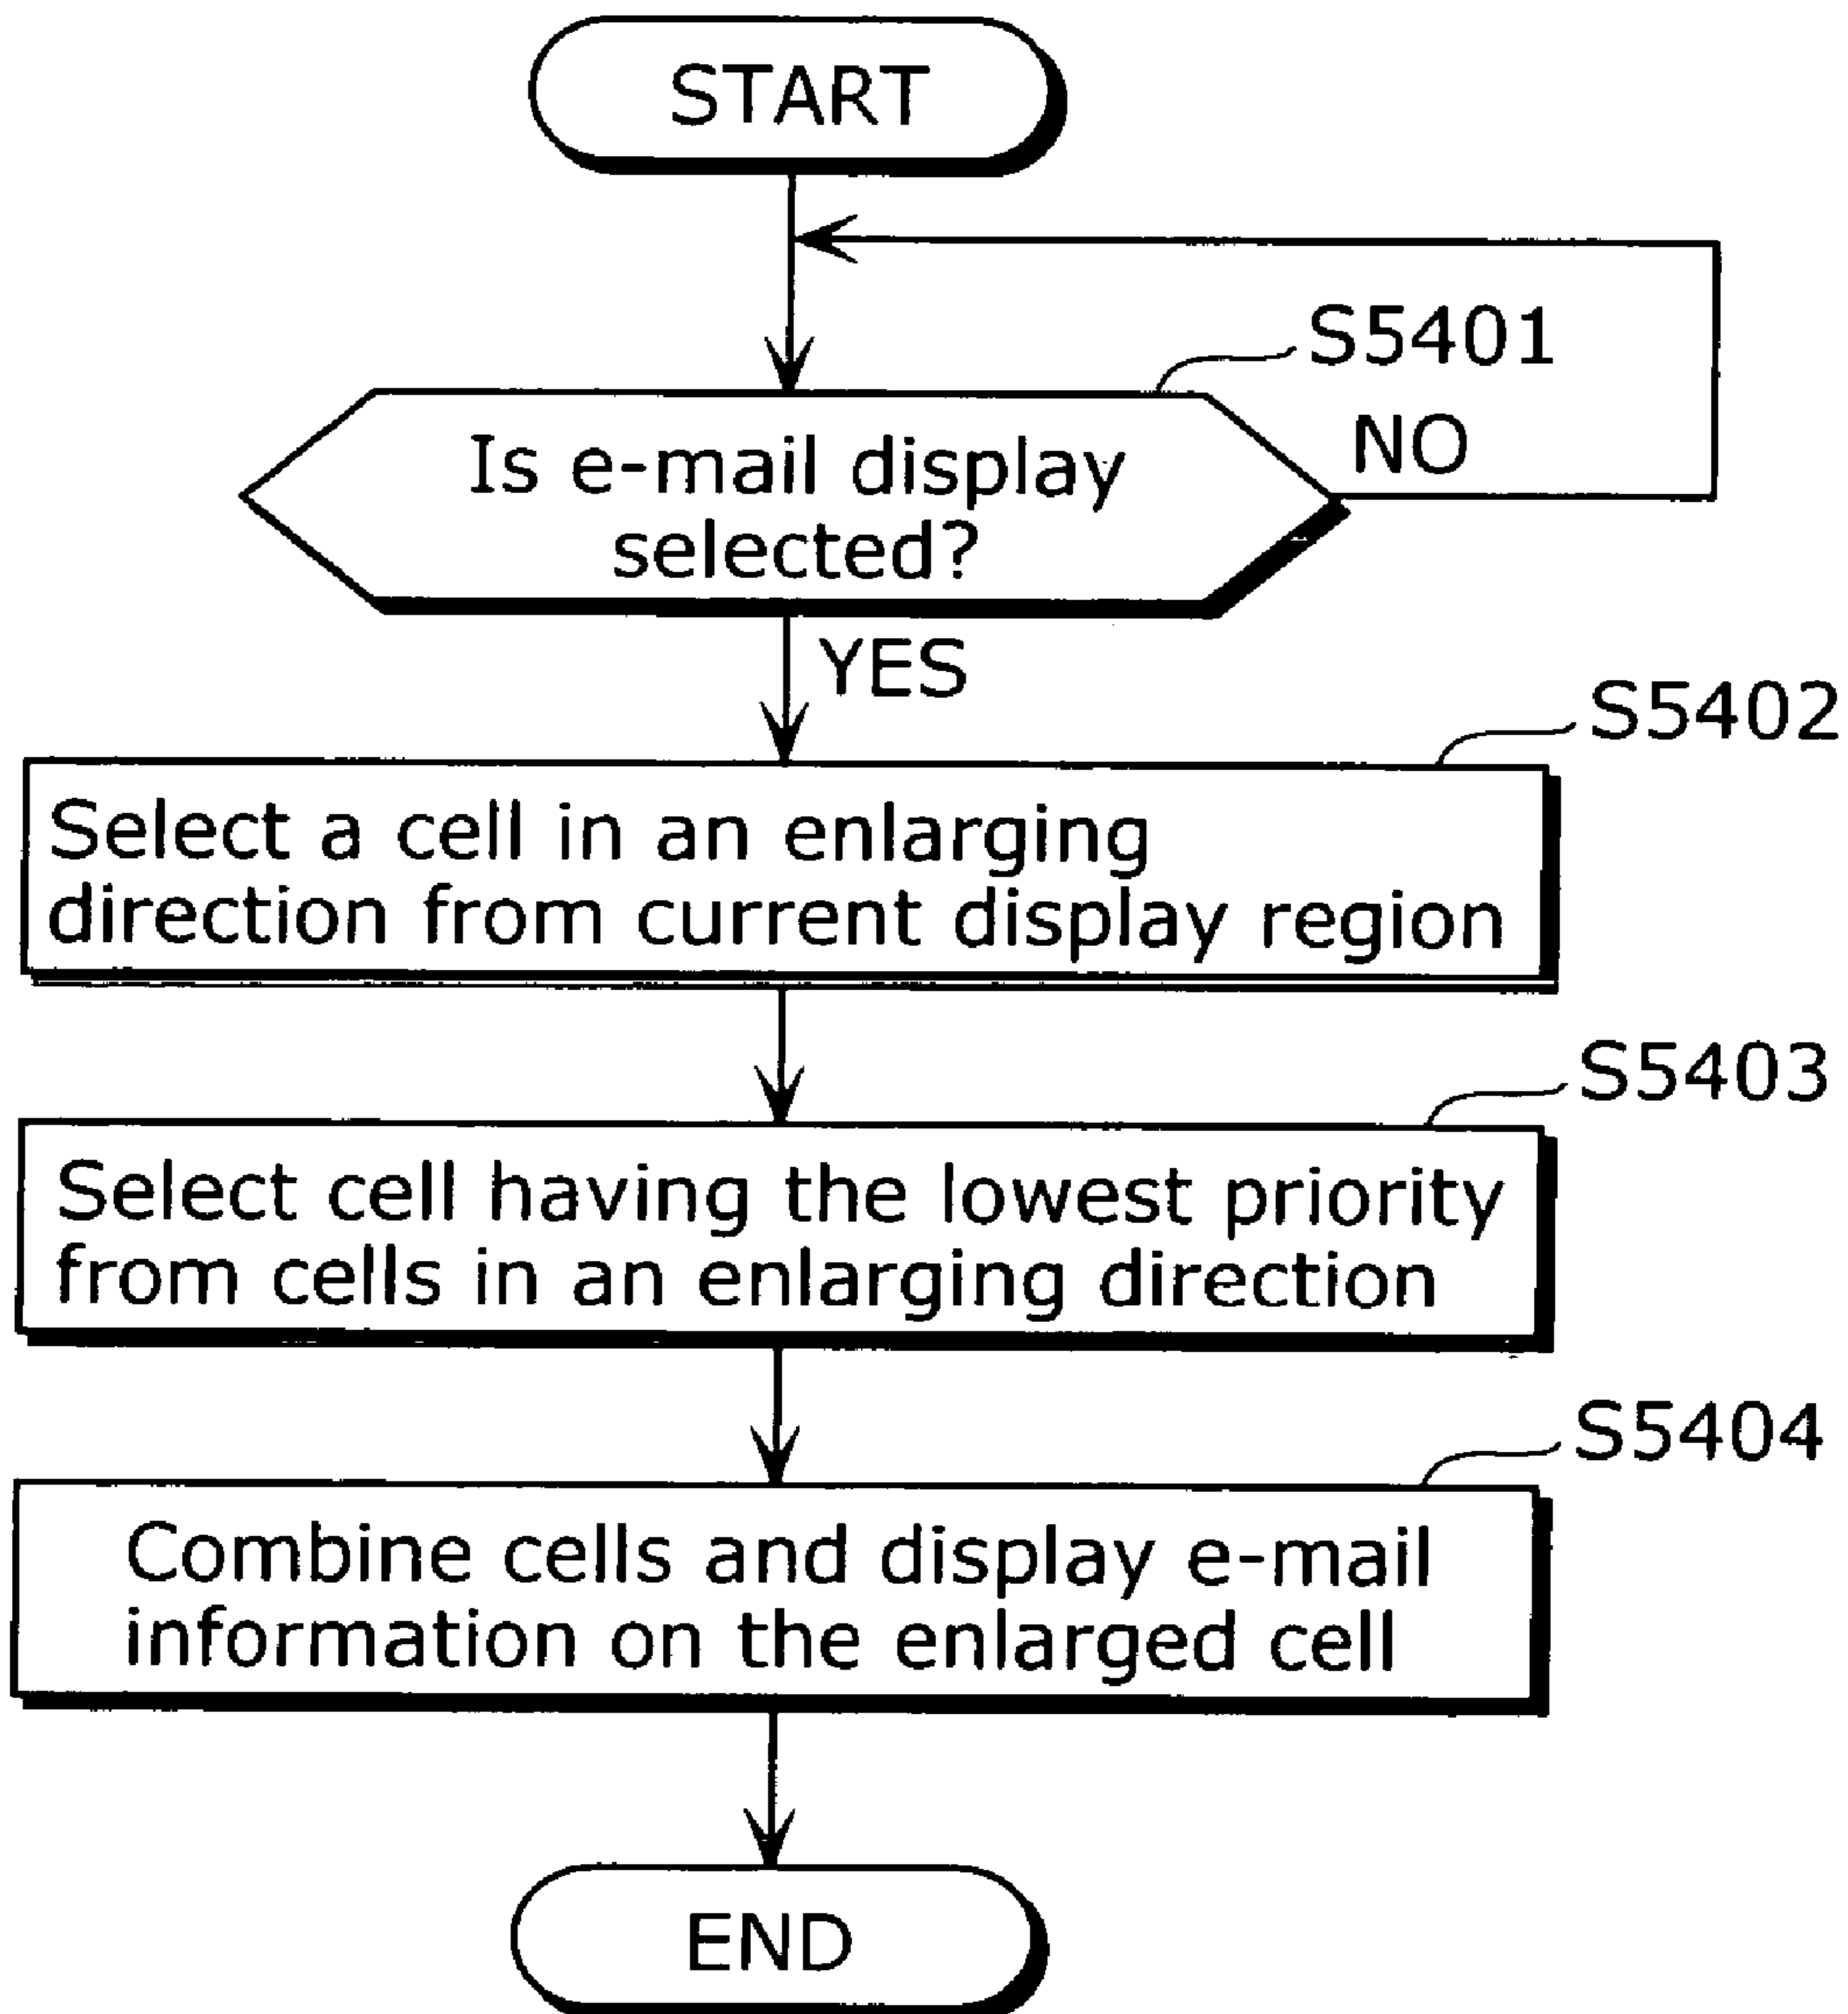 START
S5401
NO
Is e-mail display
selected?
YES
S5402
Select a cell in an enlarging
direction from current display region
S5403
Select cell having the lowest priority
from cells in an enlarging direction
S5404
Combine cells and display e-mail
information on the enlarged cell
END